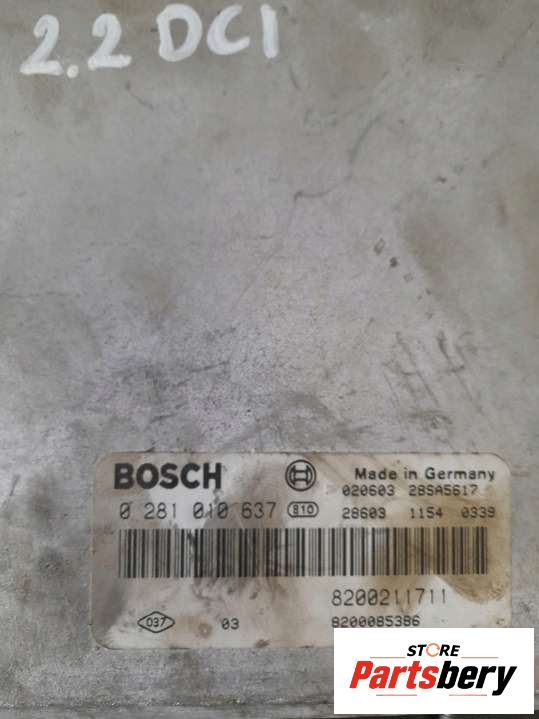 2.2 DCI
BOSCH Made in Germany
020603 28SA5617
0 281 010 637 810 28603 1154 0339
8200211711
037 03 8200085386
STORE
Partsbery